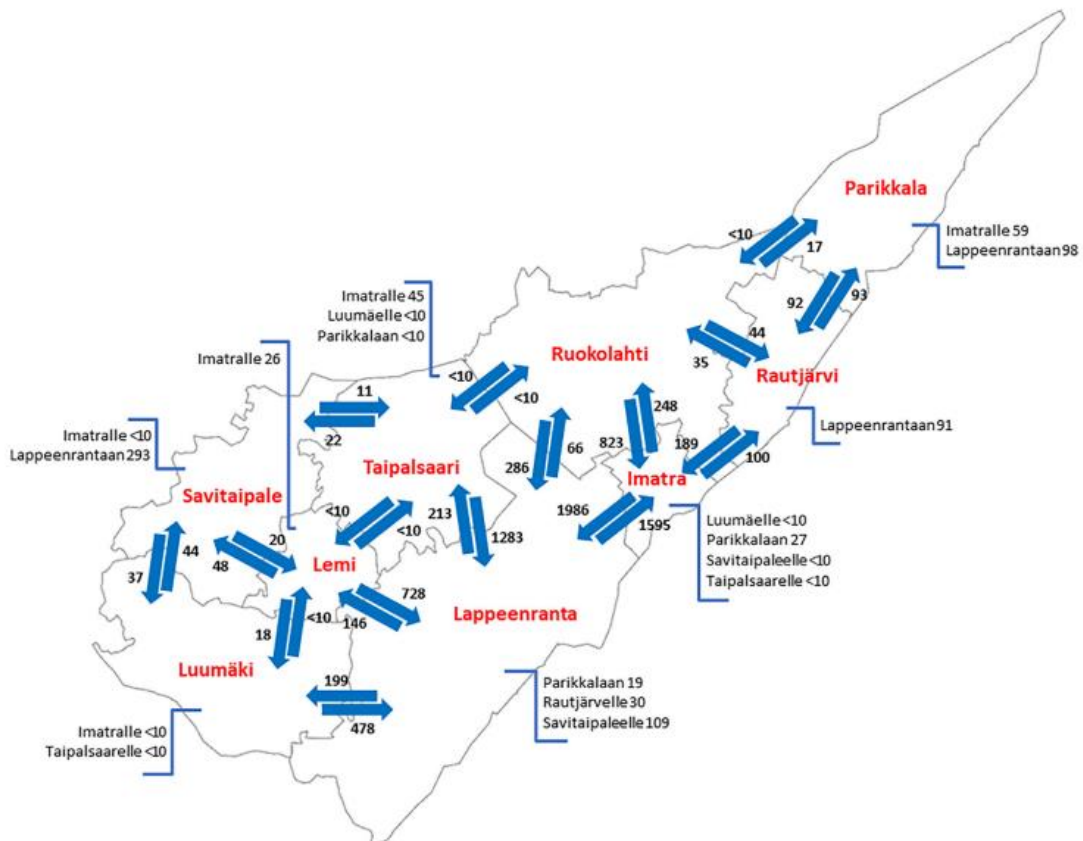 Parikkala
<10
17
Imatralle 59
Lappeenrantaan 98
92
93
Imatralle 45
Luumäelle <10
Parikkalaan <10
44
35
Ruokolahti
Rautjärvi
Imatralle 26
<10
<10
11
22
Lappeenrantaan 91
248
823
189
100
66
286
Imatralle <10
Lappeenrantaan 293
Taipalsaari
Imatra
Savitaipale
<10
<10
213
1283
1986
1595
Luumäelle <10
Parikkalaan 27
Savitaipaleelle <10
Taipalsaarelle <10
20
48
44
37
Lemi
728
146
Lappeenranta
<10
18
Luumäki
199
478
Parikkalaan 19
Rautjärvelle 30
Savitaipaleelle 109
Imatralle <10
Taipalsaarelle <10